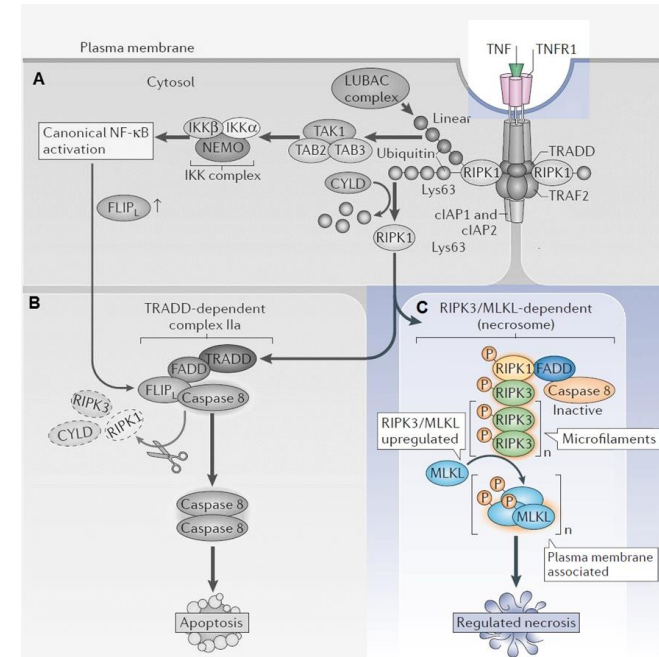 Plasma membrane
TNF
TNFR1
A
Cytosol
LUBAC
complex
Linear
Canonical NF-κB
activation
IKKβ
IKKα
NEMO
IKK complex
TAK1
TAB2
TAB3
Ubiquitin
CYLD
Lys63
RIPK1
RIPK1
TRADD
TRAF2
cIAP1 and
cIAP2
FLIPL ↑
RIPK1
Lys63
B
TRADD-dependent
complex IIa
FADD
TRADD
FLIPL
Caspase 8
RIPK3
RIPK1
CYLD
Caspase 8
Caspase 8
Apoptosis
C
RIPK3/MLKL-dependent
(necrosome)
P
RIPK1
FADD
P
RIPK3
Caspase 8
Inactive
P
RIPK3
P
RIPK3
n
Microfilaments
RIPK3/MLKL
upregulated
MLKL
P
P
P
MLKL
n
Plasma membrane
associated
Regulated necrosis